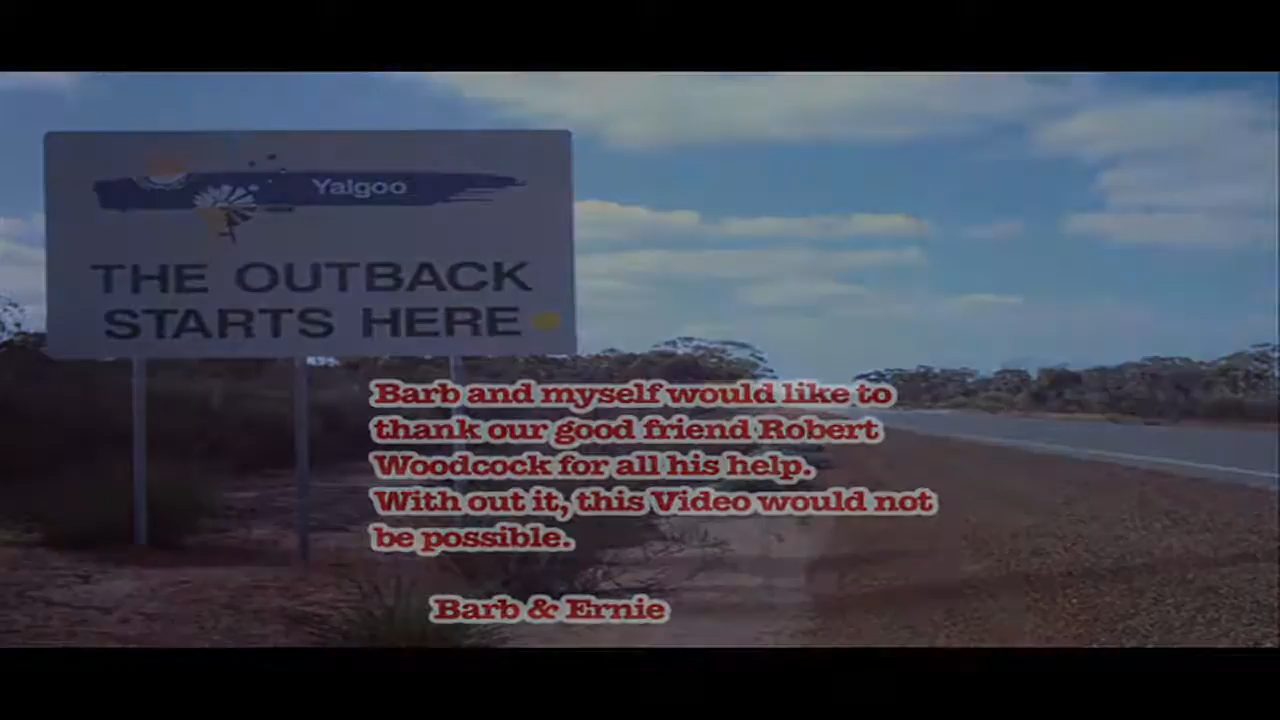 Yalgoo
THE OUTBACK
STARTS HERE
Barb and myself would like to
thank our good friend Robert
Woodcock for all his help.
With out it, this Video would not
be possible.
Barb & Ernie